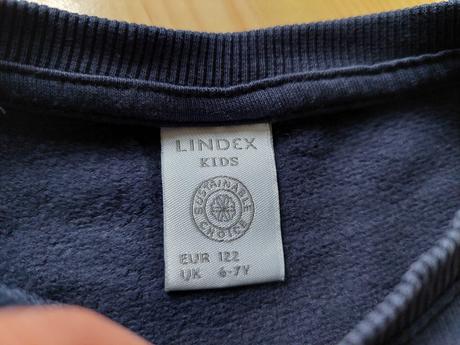 LINDEX
KIDS
SUSTAINABLE
CHOICE
EUR 122
UK 6-7Y